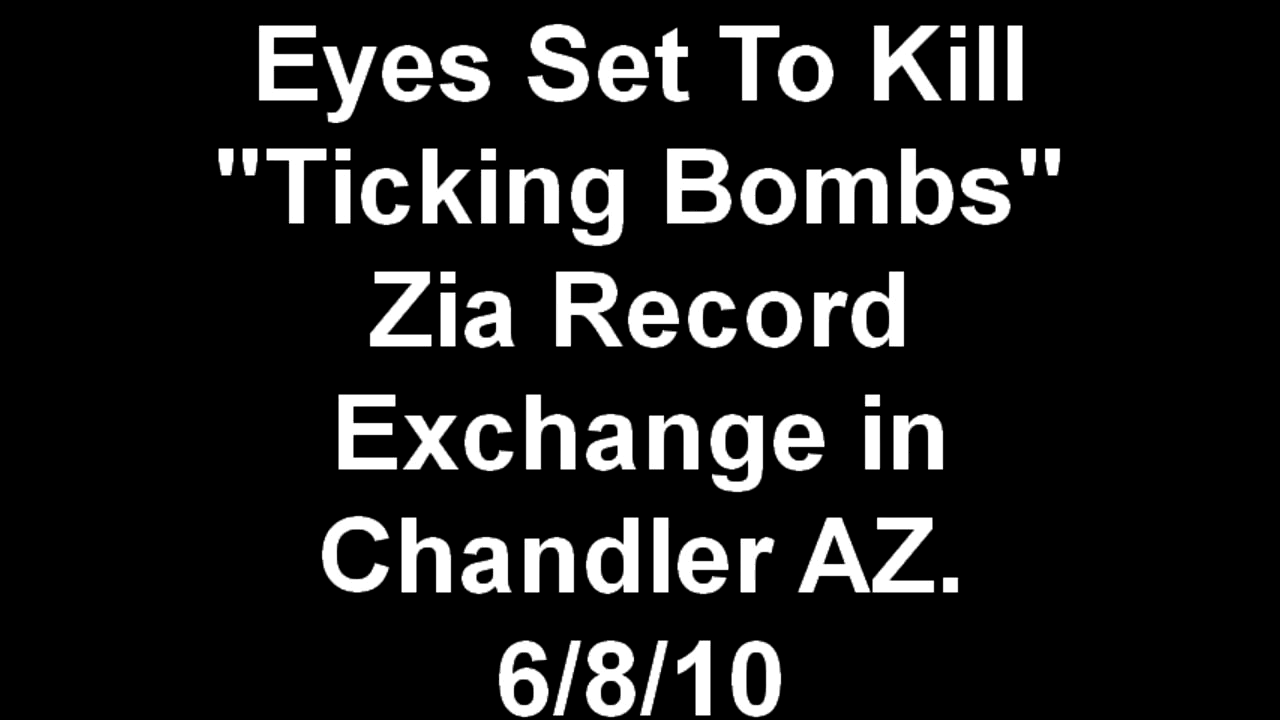 Eyes Set To Kill
"Ticking Bombs"
Zia Record
Exchange in
Chandler AZ.
6/8/10